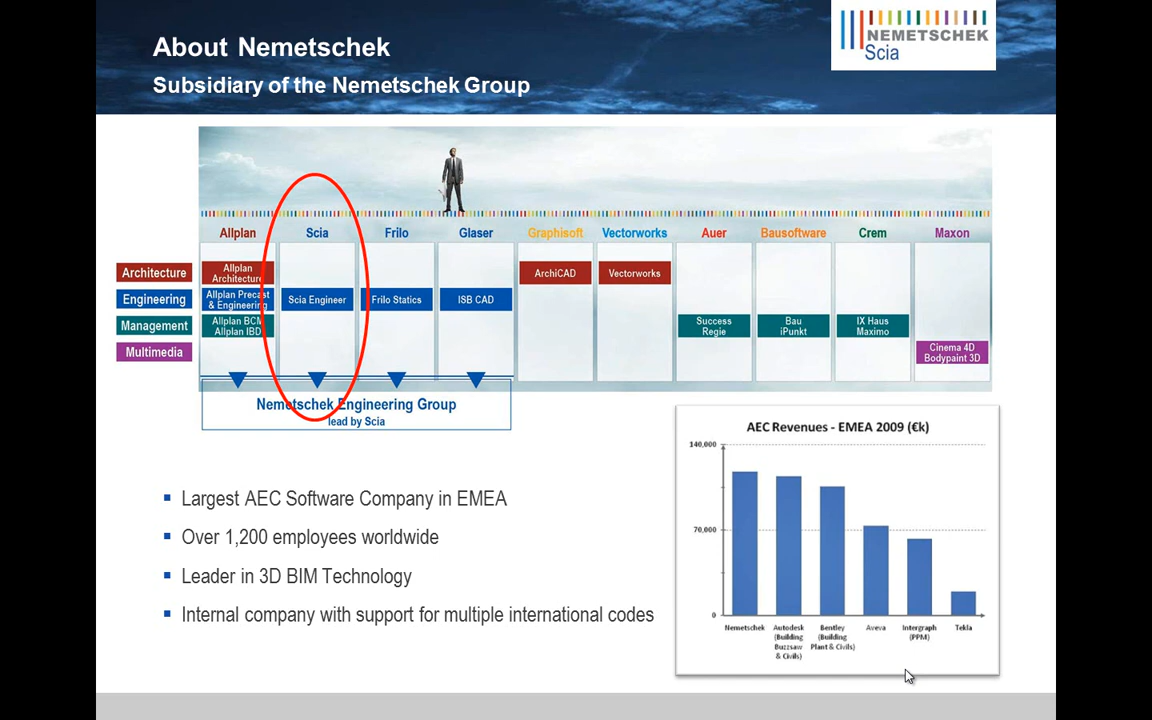 About Nemetschek
Subsidiary of the Nemetschek Group
NEMETSCHEK
Scia
Allplan
Scia
Frilo
Glaser
Graphisoft
Vectorworks
Auer
Bausoftware
Crem
Maxon
Architecture
Engineering
Management
Multimedia
Allplan
Architecture
Allplan Precast
& Engineering
Allplan BCM
Allplan IBD
Scia Engineer
Frilo Statics
ISB CAD
ArchiCAD
Vectorworks
Success
Regie
Bau
iPunkt
IX Haus
Maximo
Cinema 4D
Bodypaint 3D
Nemetschek Engineering Group
lead by Scia
Largest AEC Software Company in EMEA
Over 1,200 employees worldwide
Leader in 3D BIM Technology
Internal company with support for multiple international codes
AEC Revenues - EMEA 2009 (€k)
140,000
70,000
0
Nemetschek
Autodesk
(Building
Buzzsaw
& Civils)
Bentley
(Building
Plant & Civils)
Aveva
Intergraph
(PPM)
Tekla